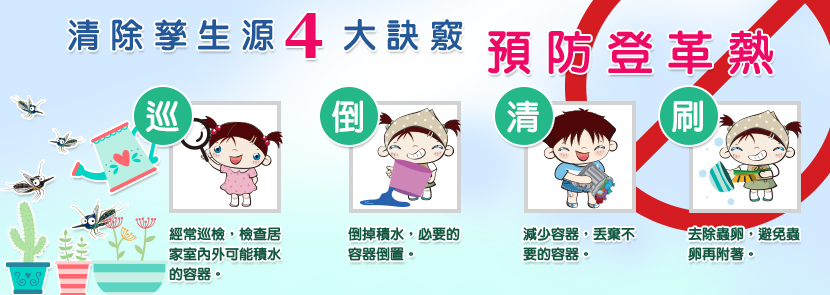 清除孳生源4大訣竅
預防登革熱
巡
經常巡檢，檢查居
家室內外可能積水
的容器。
倒
倒掉積水，必要的
容器倒置。
清
減少容器，丟棄不
要的容器。
刷
去除蟲卵，避免蟲
卵再附著。